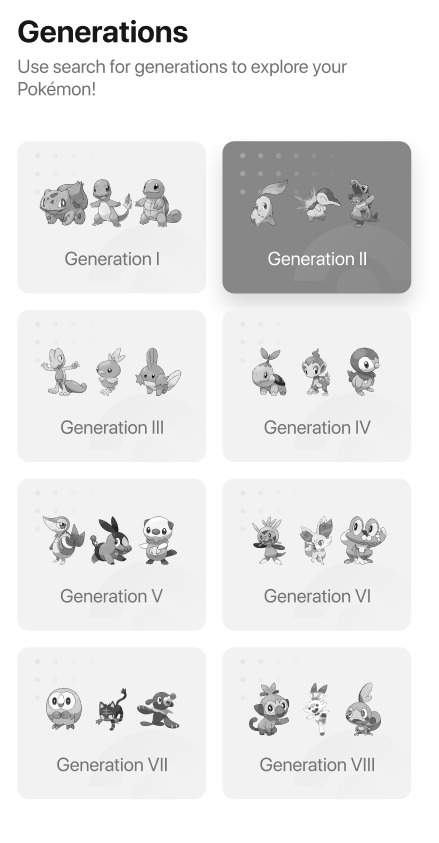 Generations
Use search for generations to explore your
Pokémon!
Generation I
Generation II
Generation III
Generation IV
Generation V
Generation VI
Generation VII
Generation VIII